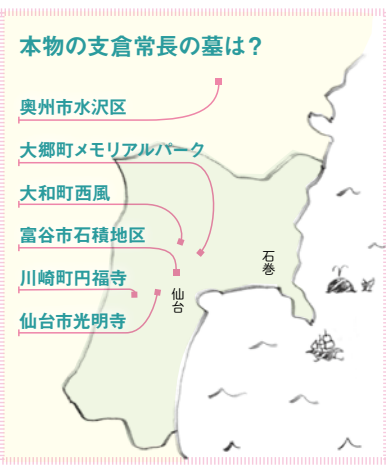 本物の支倉常長の墓は？
奥州市水沢区
大郷町メモリアルパーク
大和町西風
富谷市石積地区
川崎町円福寺
仙台市光明寺
石巻
仙台